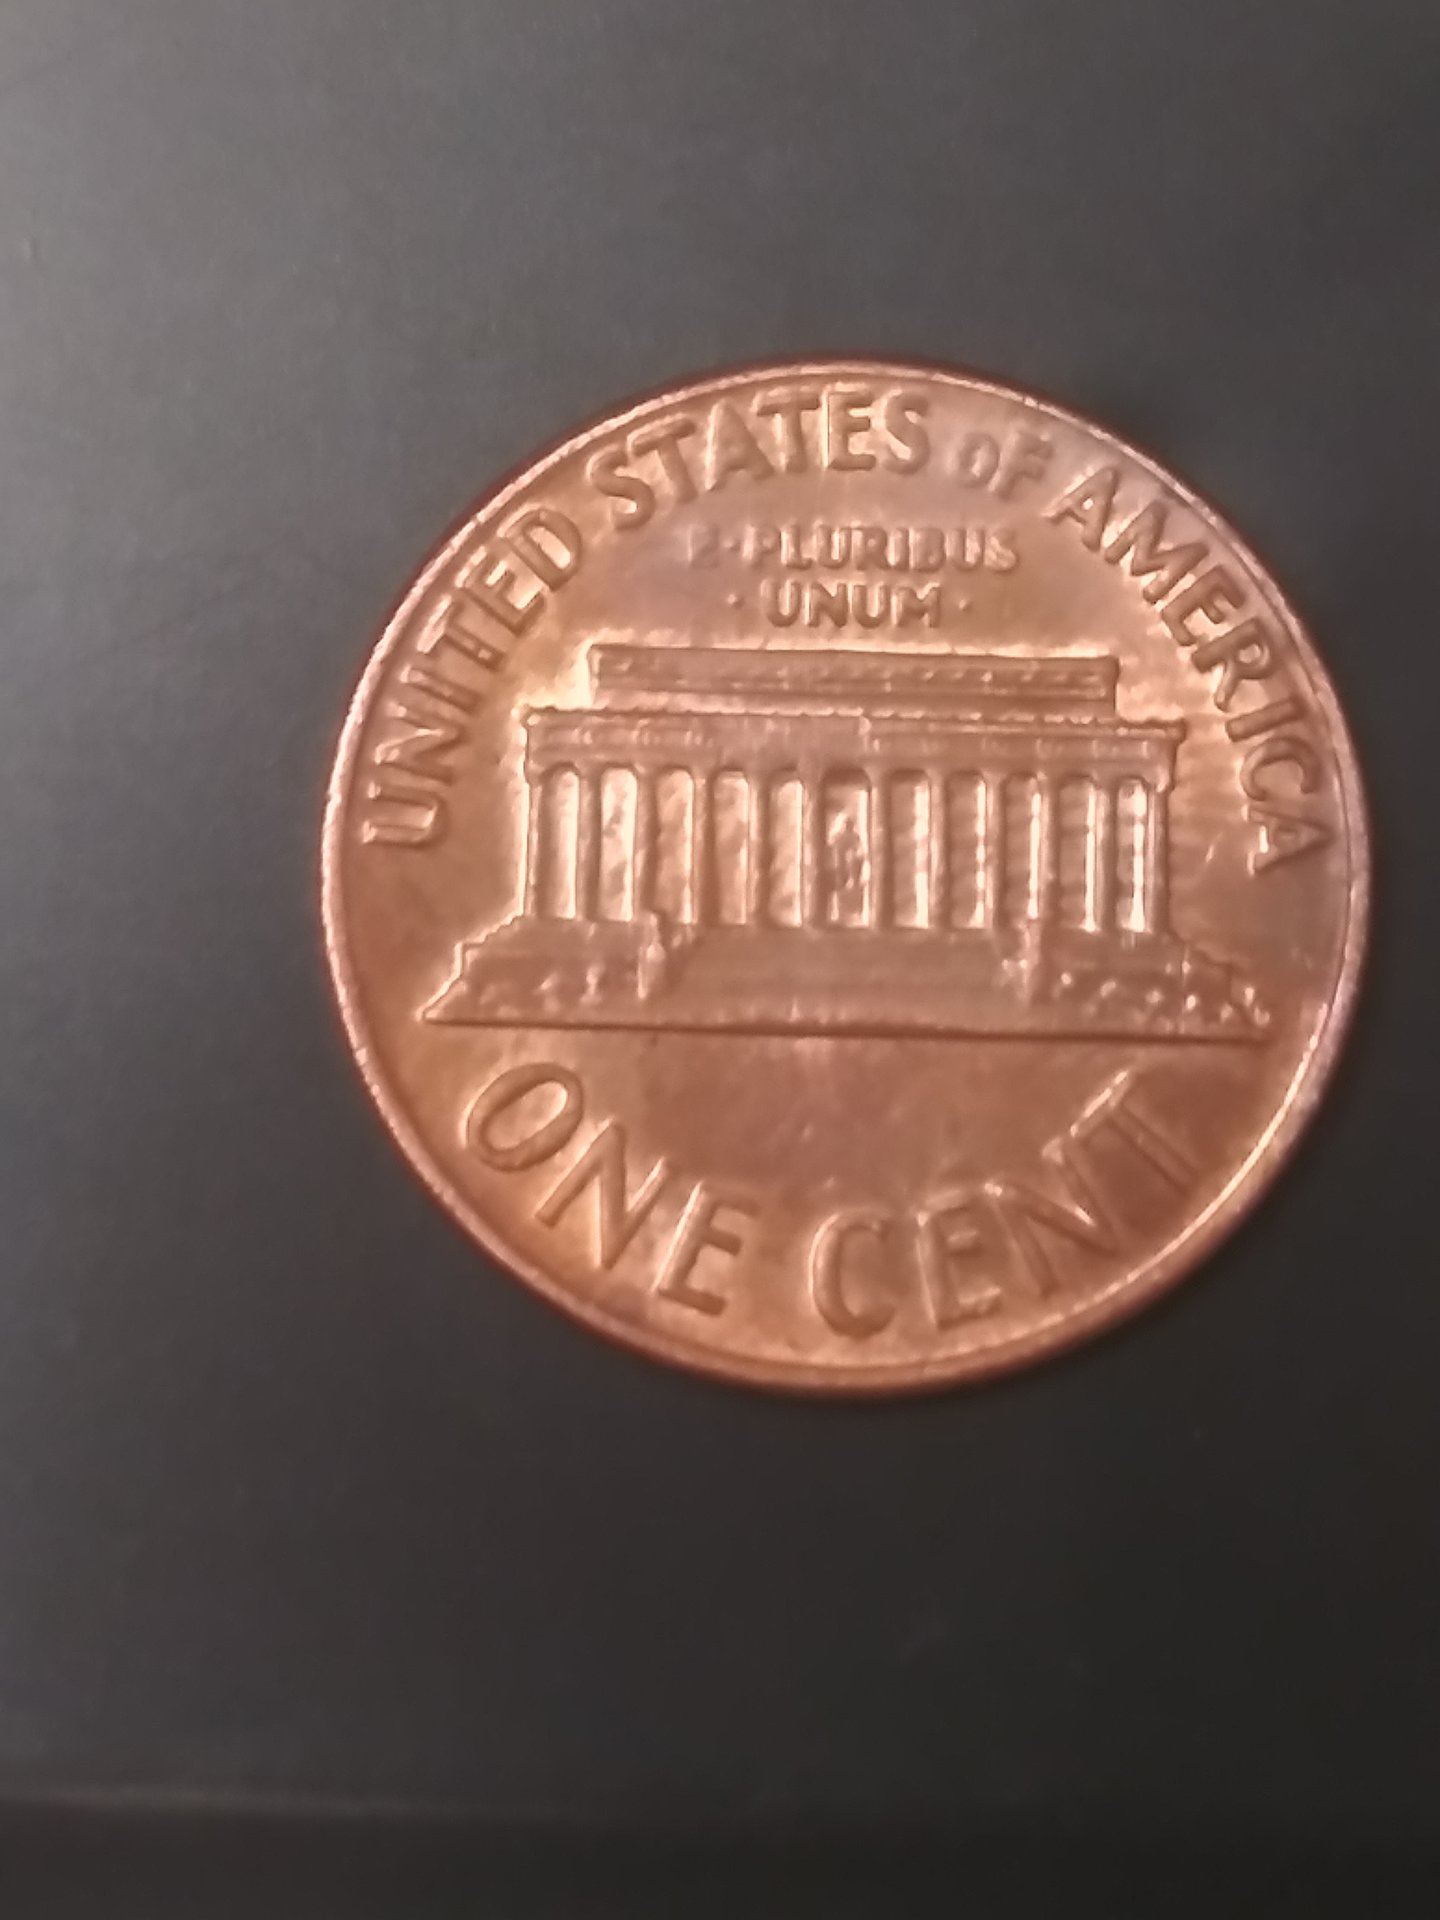 UNITED STATES OF AMERICA
E·PLURIBUS
·UNUM·
ONE CENT